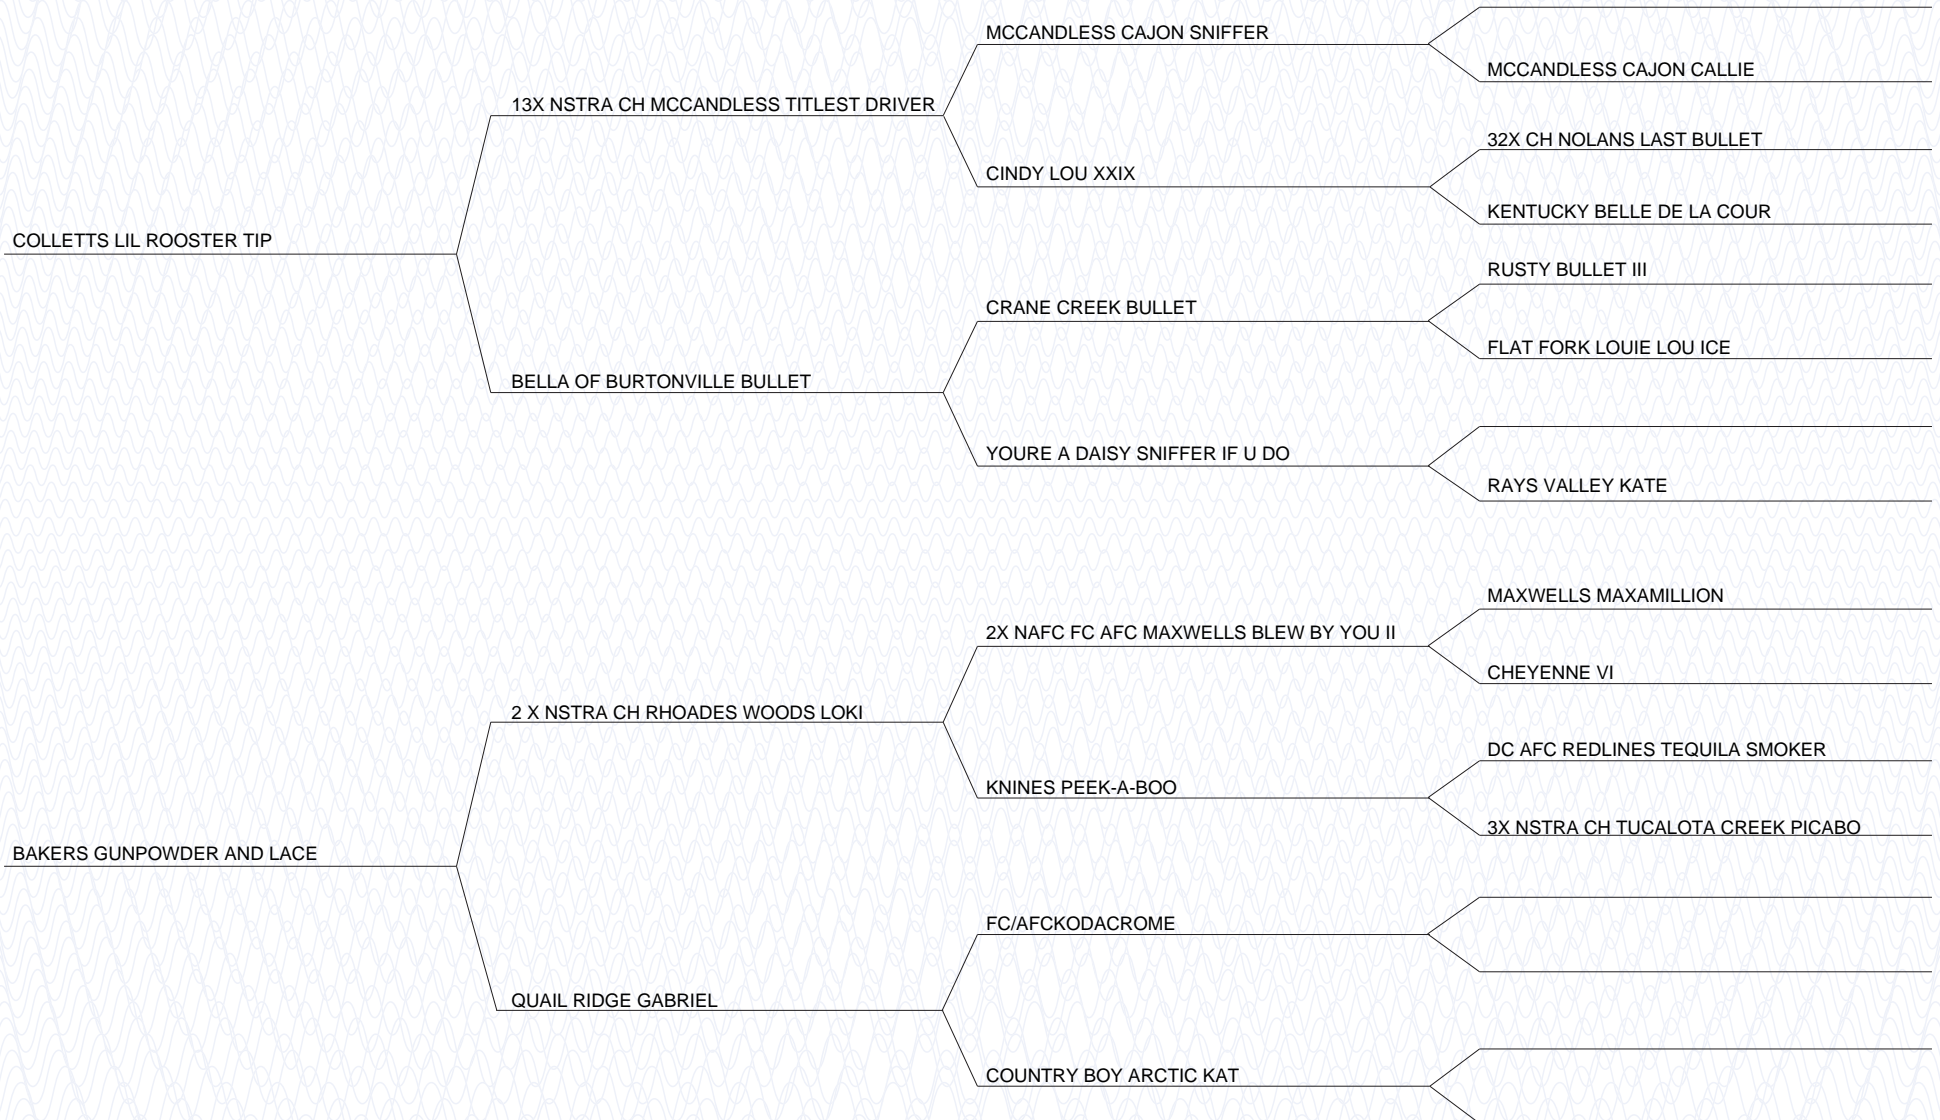 MCCANDLESS CAJON SNIFFER
MCCANDLESS CAJON CALLIE
13X NSTRA CH MCCANDLESS TITLEST DRIVER
32X CH NOLANS LAST BULLET
CINDY LOU XXIX
KENTUCKY BELLE DE LA COUR
COLLETTS LIL ROOSTER TIP
RUSTY BULLET III
CRANE CREEK BULLET
FLAT FORK LOUIE LOU ICE
BELLA OF BURTONVILLE BULLET
YOURE A DAISY SNIFFER IF U DO
RAYS VALLEY KATE
MAXWELLS MAXAMILLION
2X NAFC FC AFC MAXWELLS BLEW BY YOU II
CHEYENNE VI
2 X NSTRA CH RHOADES WOODS LOKI
DC AFC REDLINES TEQUILA SMOKER
KNINES PEEK-A-BOO
3X NSTRA CH TUCALOTA CREEK PICABO
BAKERS GUNPOWDER AND LACE
FC/AFCKODACROME
QUAIL RIDGE GABRIEL
COUNTRY BOY ARCTIC KAT